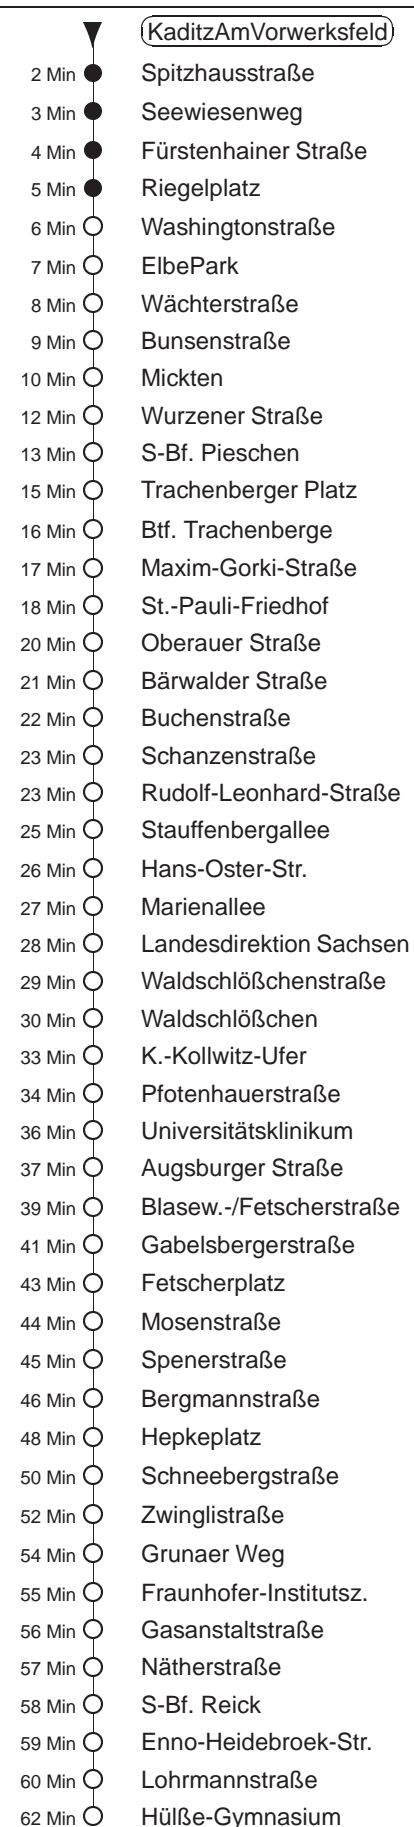 KaditzAmVorwerksfeld
2 Min Spitzhausstraße
3 Min Seewiesenweg
4 Min Fürstenhainer Straße
5 Min Riegelplatz
6 Min Washingtonstraße
7 Min ElbePark
8 Min Wächterstraße
9 Min Bunsenstraße
10 Min Mickten
12 Min Wurzener Straße
13 Min S-Bf. Pieschen
15 Min Trachenberger Platz
16 Min Btf. Trachenberge
17 Min Maxim-Gorki-Straße
18 Min St.-Pauli-Friedhof
20 Min Oberauer Straße
21 Min Bärwalder Straße
22 Min Buchenstraße
23 Min Schanzenstraße
23 Min Rudolf-Leonhard-Straße
25 Min Stauffenbergallee
26 Min Hans-Oster-Str.
27 Min Marienallee
28 Min Landesdirektion Sachsen
29 Min Waldschlößchenstraße
30 Min Waldschlößchen
33 Min K.-Kollwitz-Ufer
34 Min Pfotenhauerstraße
36 Min Universitätsklinikum
37 Min Augsburger Straße
39 Min Blasew.-/Fetscherstraße
41 Min Gabelsbergerstraße
43 Min Fetscherplatz
44 Min Mosenstraße
45 Min Spenerstraße
46 Min Bergmannstraße
48 Min Hepkeplatz
50 Min Schneebergstraße
52 Min Zwinglistraße
54 Min Grunaer Weg
55 Min Fraunhofer-Institutsz.
56 Min Gasanstaltstraße
57 Min Nätherstraße
58 Min S-Bf. Reick
59 Min Enno-Heidebroek-Str.
60 Min Lohrmannstraße
62 Min Hülße-Gymnasium